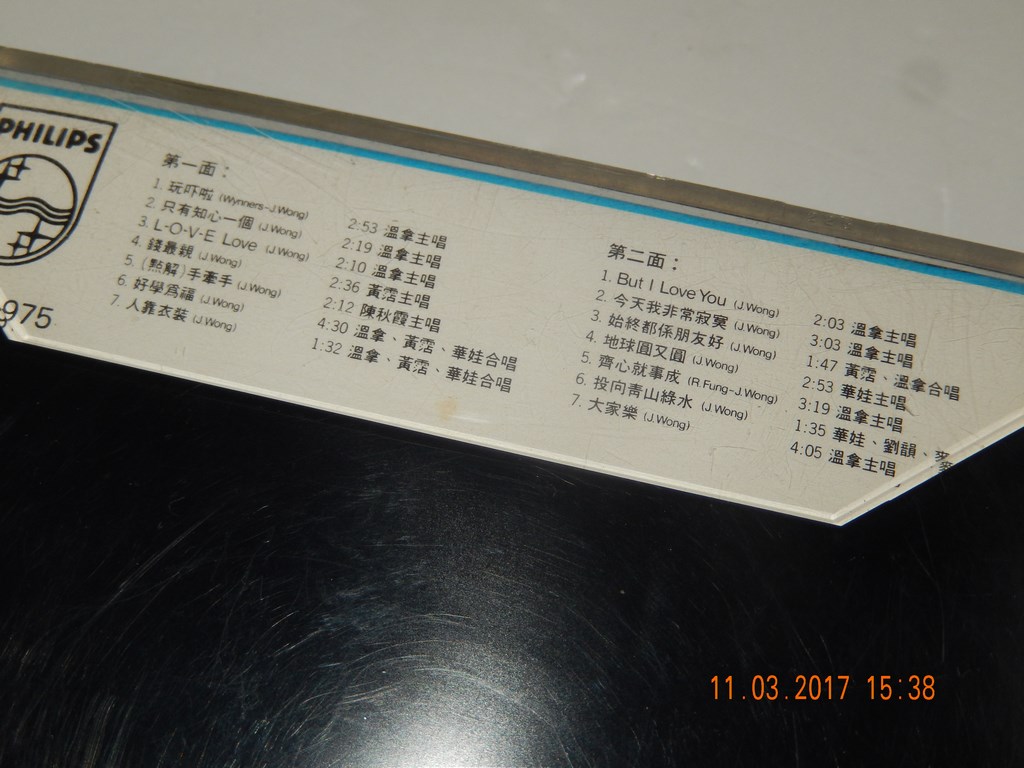 PHILIPS
975
第一面：
1. 玩吓啦 (Wynners-J.Wong) 2:53 溫拿主唱
2. 只有知心一個 (J.Wong) 2:19 溫拿主唱
3. L-O-V-E Love (J.Wong) 2:10 溫拿主唱
4. 錢最親 (J.Wong) 2:36 黃霑主唱
5. (點解)手牽手 (J.Wong) 2:12 陳秋霞主唱
6. 好學為福 (J.Wong) 4:30 溫拿、黃霑、華娃合唱
7. 人靠衣裝 (J.Wong) 1:32 溫拿、黃霑、華娃合唱
第二面：
1. But I Love You (J.Wong) 2:03 溫拿主唱
2. 今天我非常寂寞 (J.Wong) 3:03 溫拿主唱
3. 始終都係朋友好 (J.Wong) 1:47 黃霑、溫拿合唱
4. 地球圓又圓 (J.Wong) 2:53 華娃主唱
5. 齊心就事成 (R.Fung-J.Wong) 3:19 溫拿主唱
6. 投向靑山綠水 (J.Wong) 1:35 華娃、劉韻、
7. 大家樂 (J.Wong) 4:05 溫拿主唱
11.03.2017 15:38